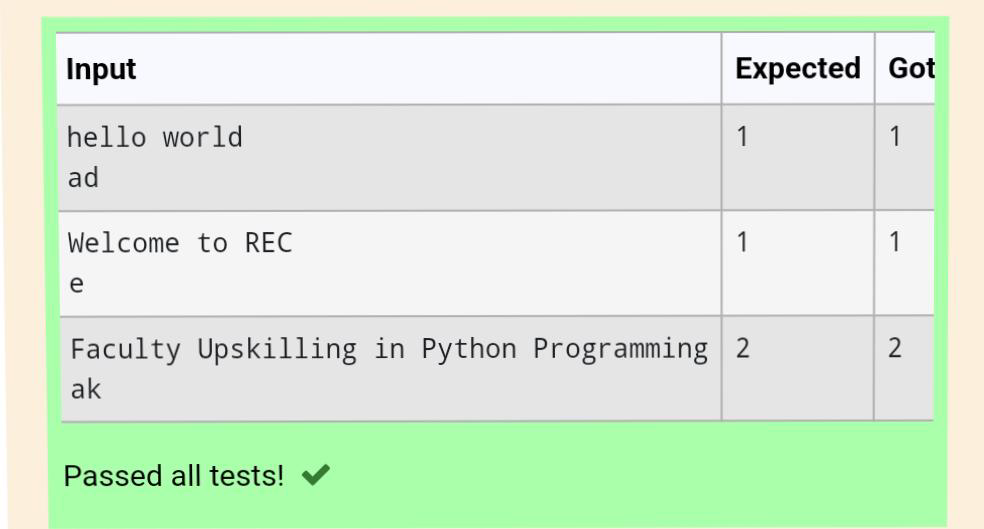 Input Expected Got
hello world 1 1
ad
Welcome to REC 1 1
e
Faculty Upskilling in Python Programming 2 2
ak
Passed all tests!